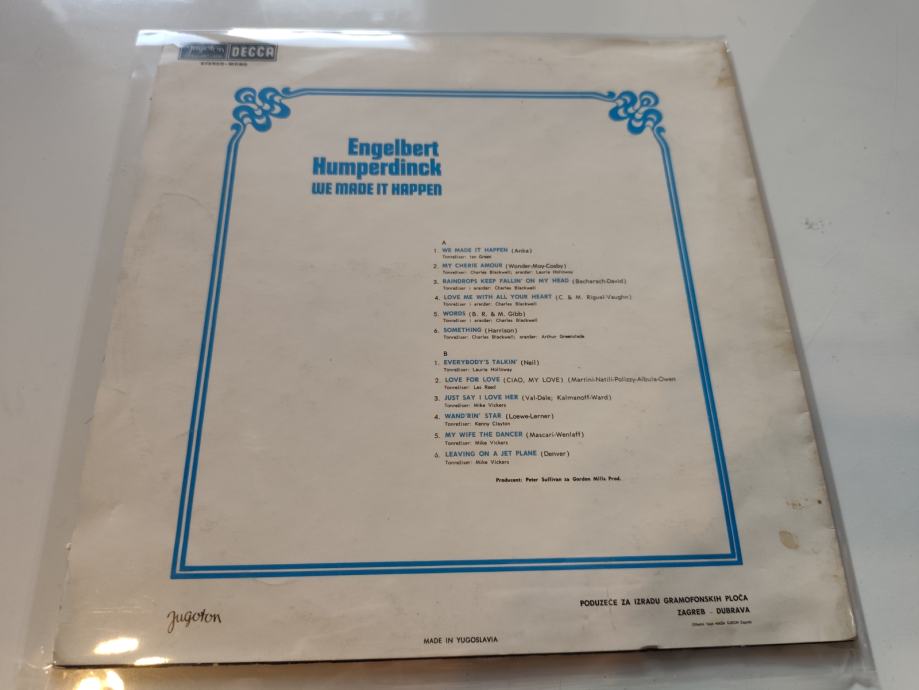 Jugoton DECCA
STEREO-MONO
Engelbert
Humperdinck
WE MADE IT HAPPEN
A
1. WE MADE IT HAPPEN (Anka)
Tonrežiser: Ian Green
2. MY CHERIE AMOUR (Wonder-Moy-Cosby)
Tonrežiser: Charles Blackwell; aranžer: Laurie Holloway
3. RAINDROPS KEEP FALLIN' ON MY HEAD (Bacharach-David)
Tonrežiser i aranžer: Charles Blackwell
4. LOVE ME WITH ALL YOUR HEART (C. & M. Rigual-Vaughn)
Tonrežiser i aranžer: Charles Blackwell
5. WORDS (B. R. & M. Gibb)
Tonrežiser i aranžer: Charles Blackwell
6. SOMETHING (Harrison)
Tonrežiser: Charles Blackwell; aranžer: Arthur Greenslade
B
1. EVERYBODY'S TALKIN' (Neil)
Tonrežiser: Laurie Holloway
2. LOVE FOR LOVE (CIAO, MY LOVE) (Martini-Natili-Polizzy-Albula-Owen
Tonrežiser: Les Reed
3. JUST SAY I LOVE HER (Val-Dale; Kalmanoff-Ward)
Tonrežiser: Mike Vickers
4. WAND'RIN' STAR (Loewe-Lerner)
Tonrežiser: Kenny Clayton
5. MY WIFE THE DANCER (Mascari-Wenlaff)
Tonrežiser: Mike Vickers
6. LEAVING ON A JET PLANE (Denver)
Tonrežiser: Mike Vickers
Producent: Peter Sullivan za Gordon Mills Prod.
Jugoton
PODUZEĆE ZA IZRADU GRAMOFONSKIH PLOČA
ZAGREB - DUBRAVA
MADE IN YUGOSLAVIA